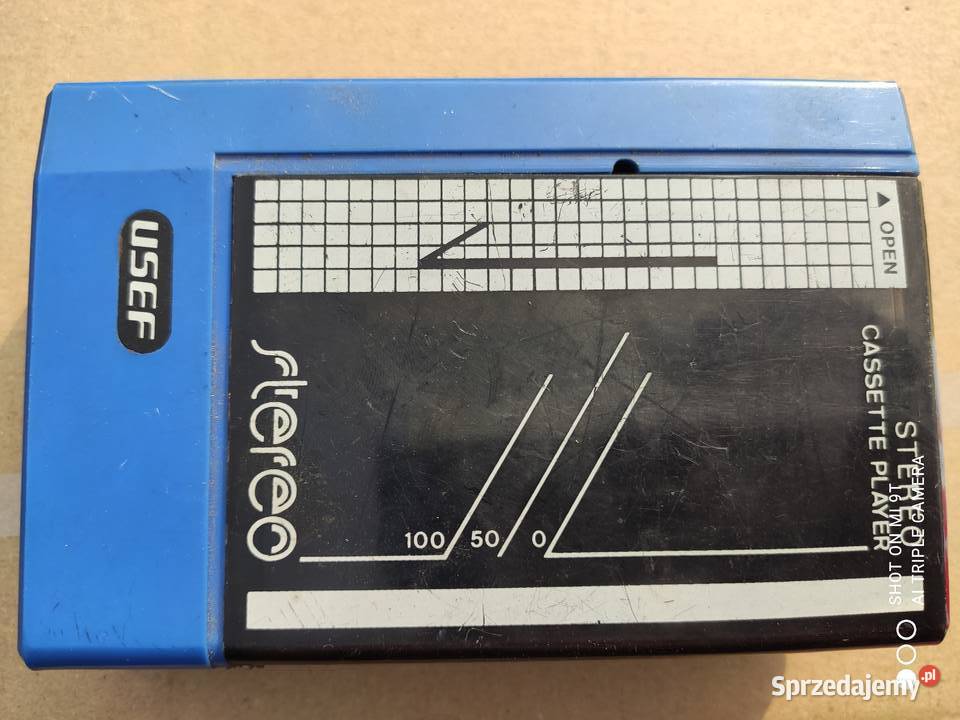 USEF
OPEN
stereo
STEREO
CASSETTE PLAYER
100 50 0
SHOT ON MI 9T
AI TRIPLE CAMERA
Sprzedajemy.pl